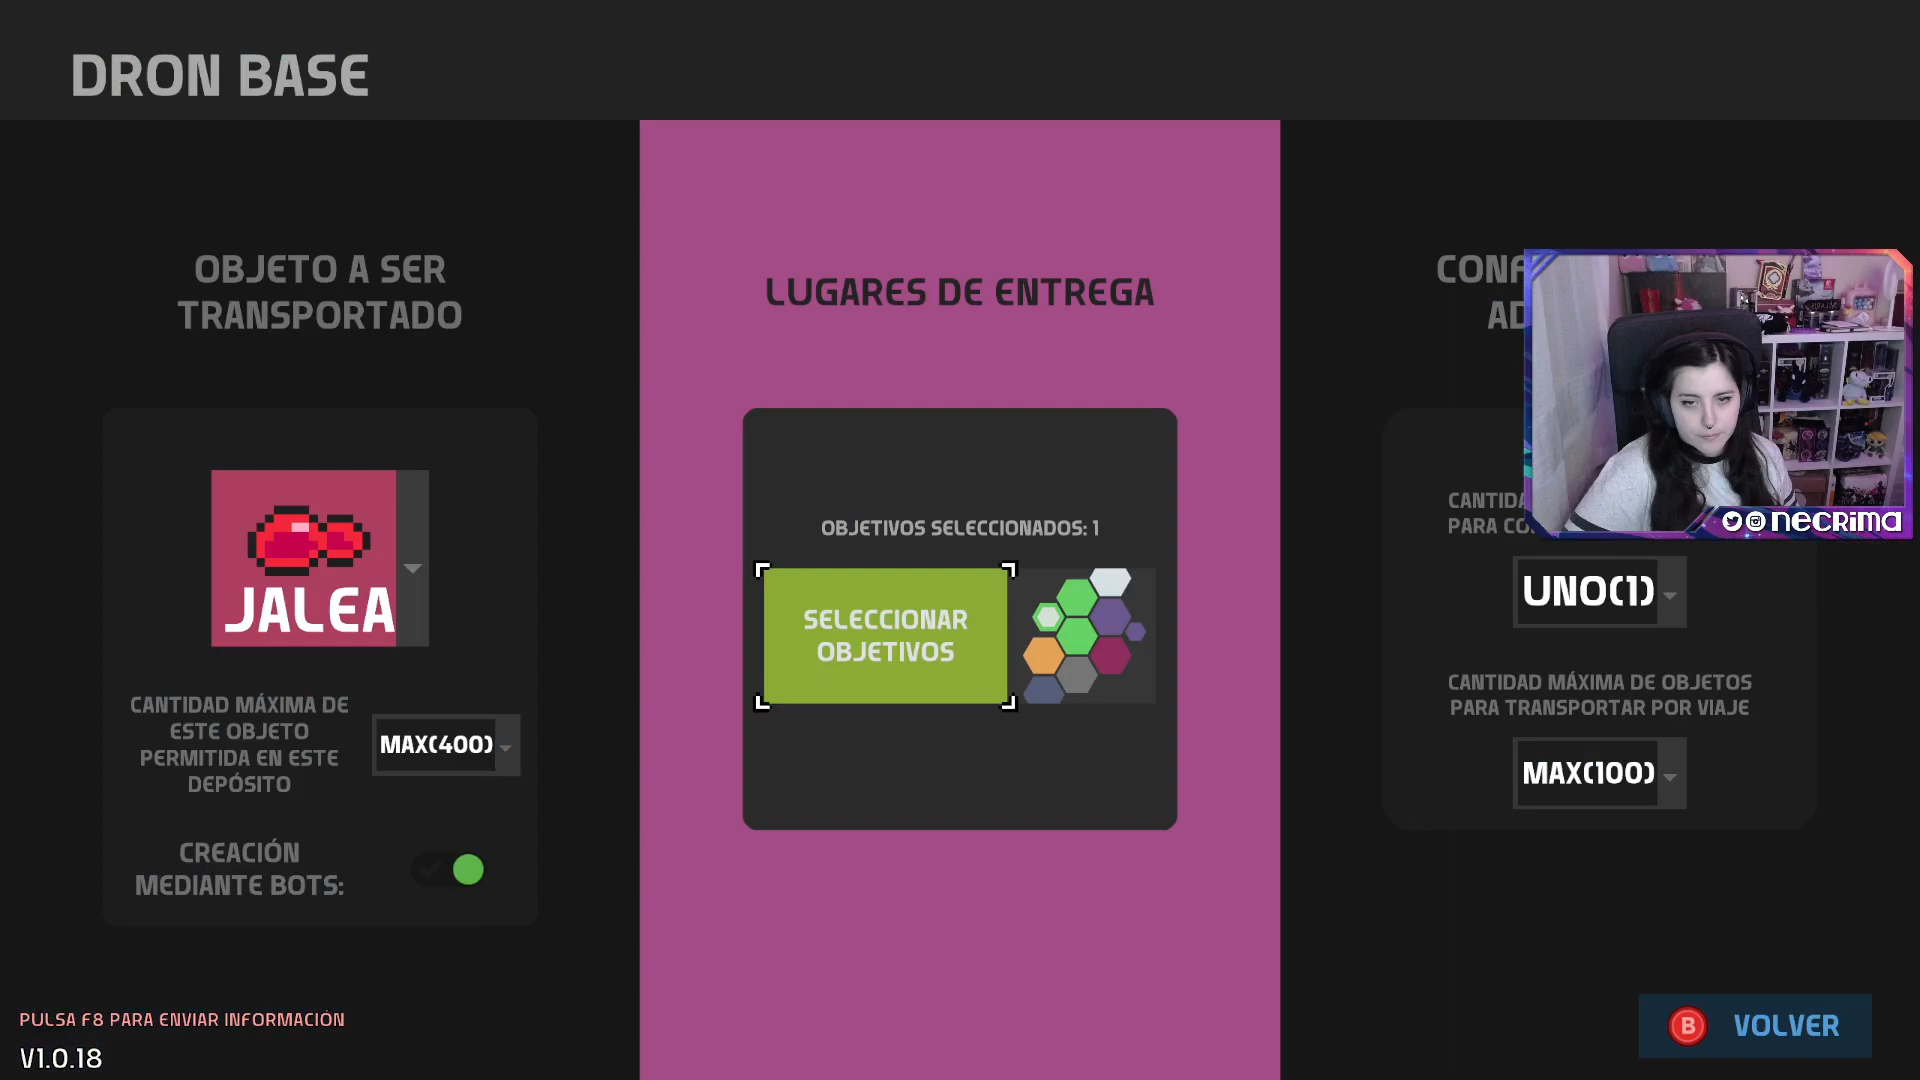 DRON BASE
OBJETO A SER
TRANSPORTADO
JALEA
CANTIDAD MÁXIMA DE
ESTE OBJETO
PERMITIDA EN ESTE
DEPÓSITO
MAX(400)
CREACIÓN
MEDIANTE BOTS:
LUGARES DE ENTREGA
OBJETIVOS SELECCIONADOS: 1
SELECCIONAR
OBJETIVOS
necrima
UNO(1)
CANTIDAD MÁXIMA DE OBJETOS
PARA TRANSPORTAR POR VIAJE
MAX(100)
PULSA F8 PARA ENVIAR INFORMACIÓN
V1.0.18
B VOLVER